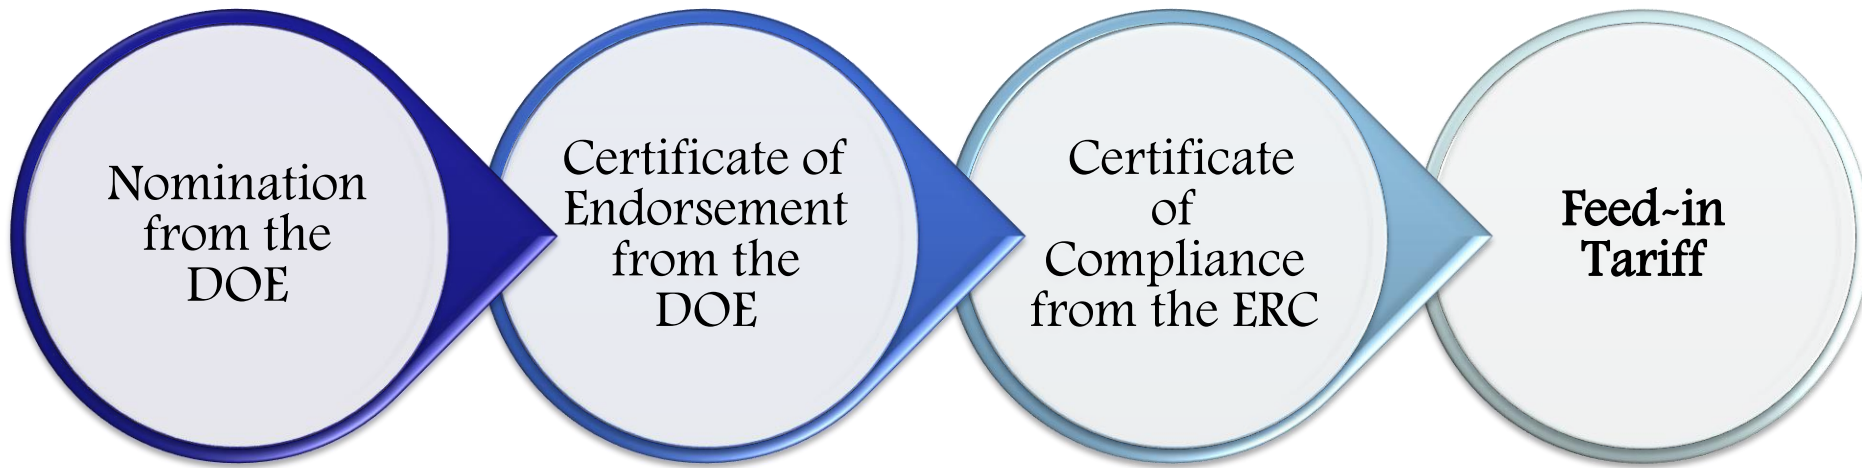 Nomination
from the
DOE
Certificate of
Endorsement
from the
DOE
Certificate
of
Compliance
from the ERC
Feed-in
Tariff